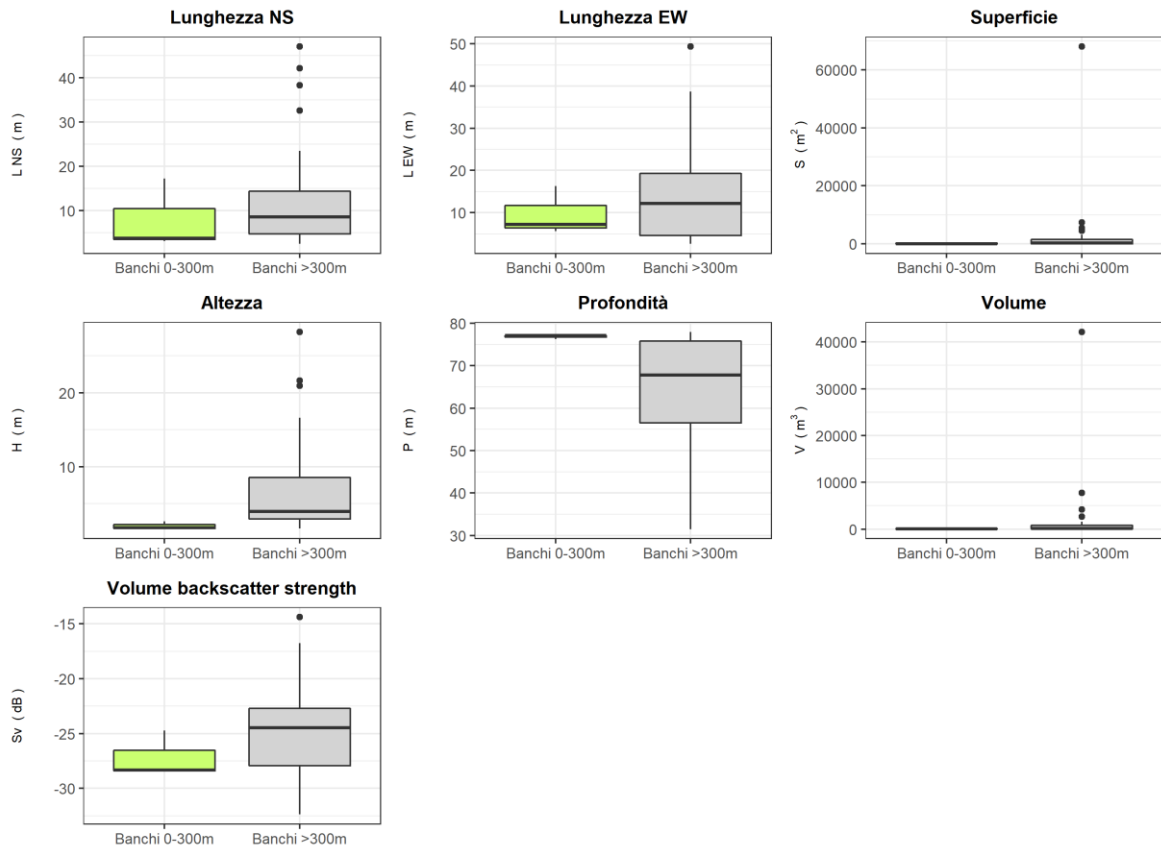 Lunghezza NS
L NS ( m )
40
30
20
10
Banchi 0-300m
Banchi >300m
Lunghezza EW
L EW ( m )
50
40
30
20
10
0
Banchi 0-300m
Banchi >300m
Superficie
S ( m² )
60000
40000
20000
0
Banchi 0-300m
Banchi >300m
Altezza
H ( m )
20
10
Banchi 0-300m
Banchi >300m
Profondità
P ( m )
80
70
60
50
40
30
Banchi 0-300m
Banchi >300m
Volume
V ( m³ )
40000
30000
20000
10000
0
Banchi 0-300m
Banchi >300m
Volume backscatter strength
Sv ( dB )
-15
-20
-25
-30
Banchi 0-300m
Banchi >300m